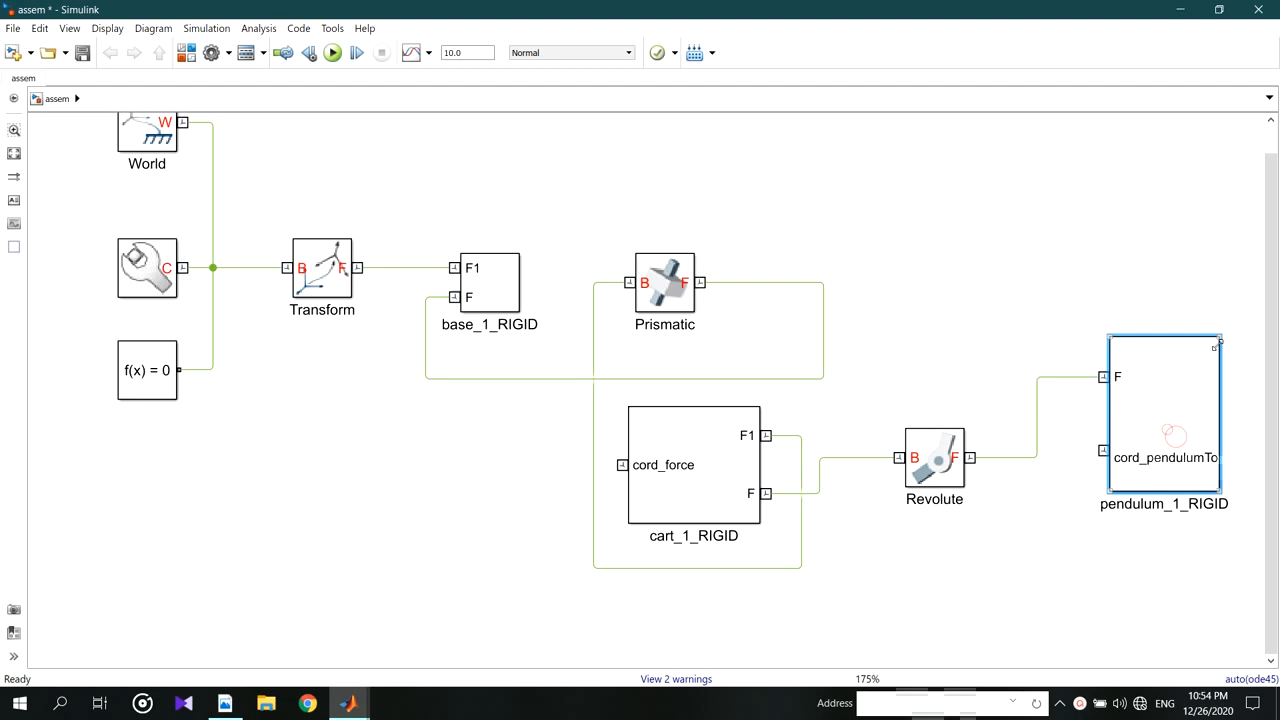 assem * - Simulink
File Edit View Display Diagram Simulation Analysis Code Tools Help
10.0
Normal
assem
assem
W
World
C
B F
Transform
F1
F
base_1_RIGID
B F
Prismatic
f(x) = 0
F
cord_pendulumTo
pendulum_1_RIGID
F1
cord_force
F
cart_1_RIGID
B F
Revolute
Ready
View 2 warnings
175%
auto(ode45)
Address
ENG
10:54 PM
12/26/2020